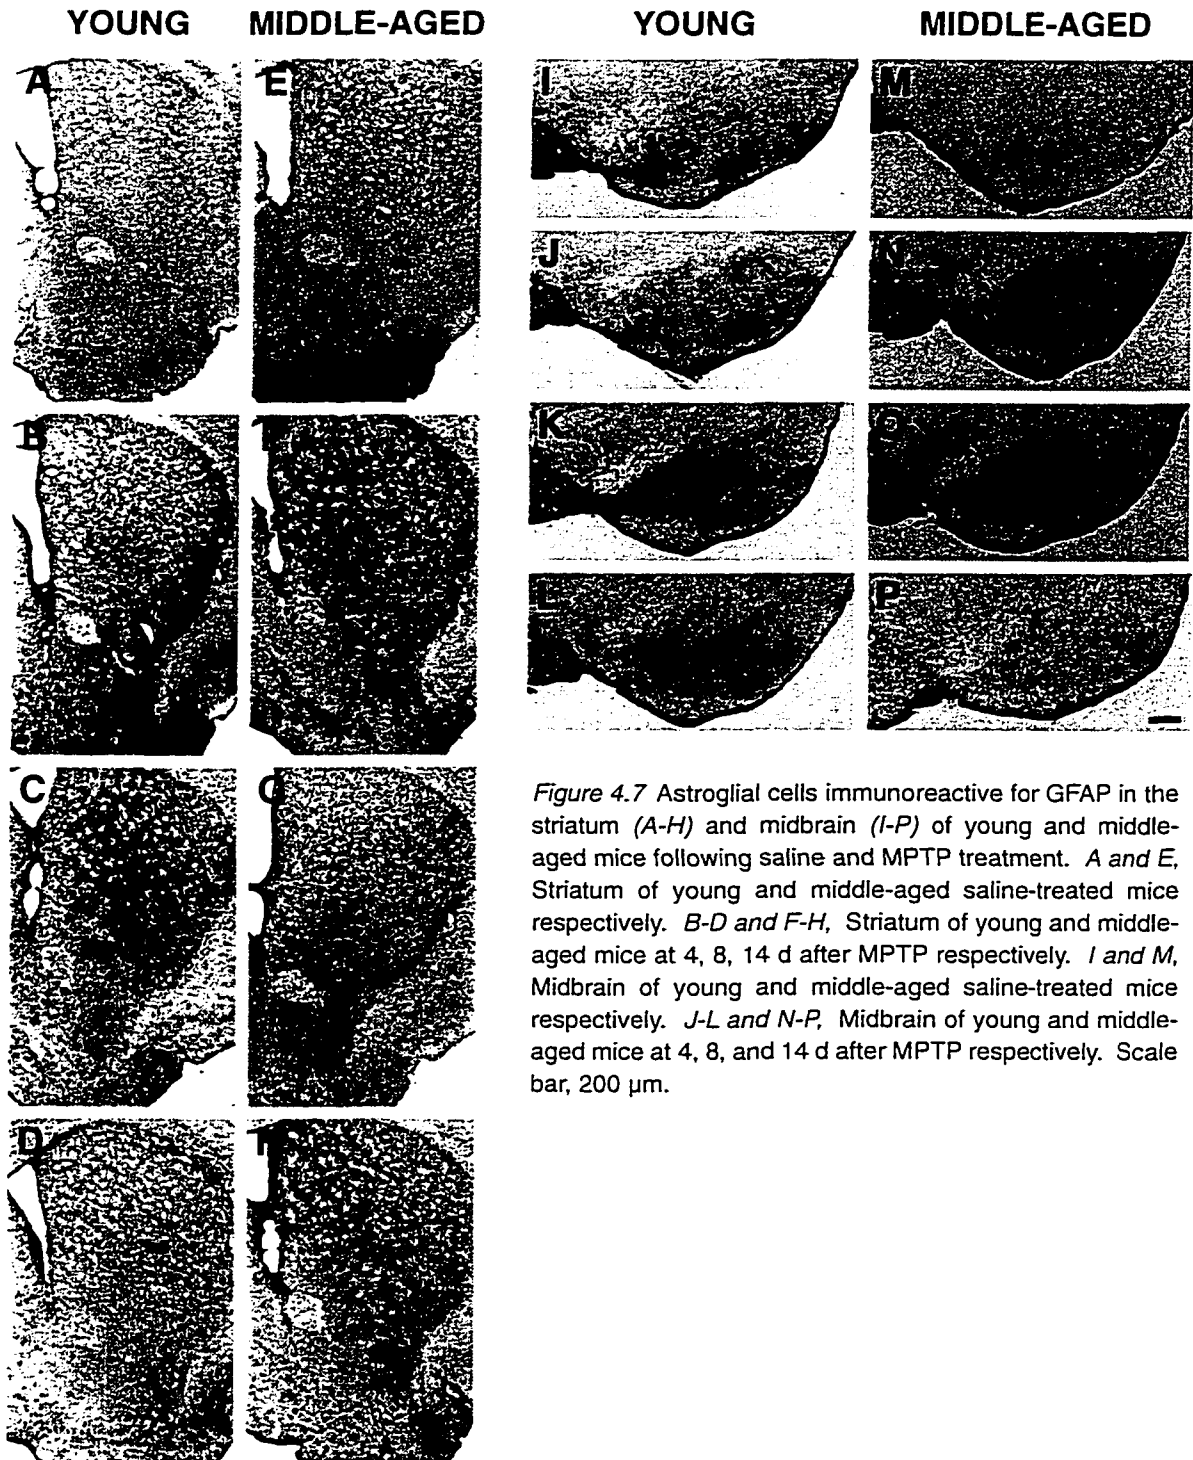 YOUNG MIDDLE-AGED YOUNG MIDDLE-AGED
A E I M
J N
B F K O
L P
C G
D H
Figure 4.7 Astroglial cells immunoreactive for GFAP in the
striatum (A-H) and midbrain (I-P) of young and middle-
aged mice following saline and MPTP treatment. A and E,
Striatum of young and middle-aged saline-treated mice
respectively. B-D and F-H, Striatum of young and middle-
aged mice at 4, 8, 14 d after MPTP respectively. I and M,
Midbrain of young and middle-aged saline-treated mice
respectively. J-L and N-P, Midbrain of young and middle-
aged mice at 4, 8, and 14 d after MPTP respectively. Scale
bar, 200 µm.